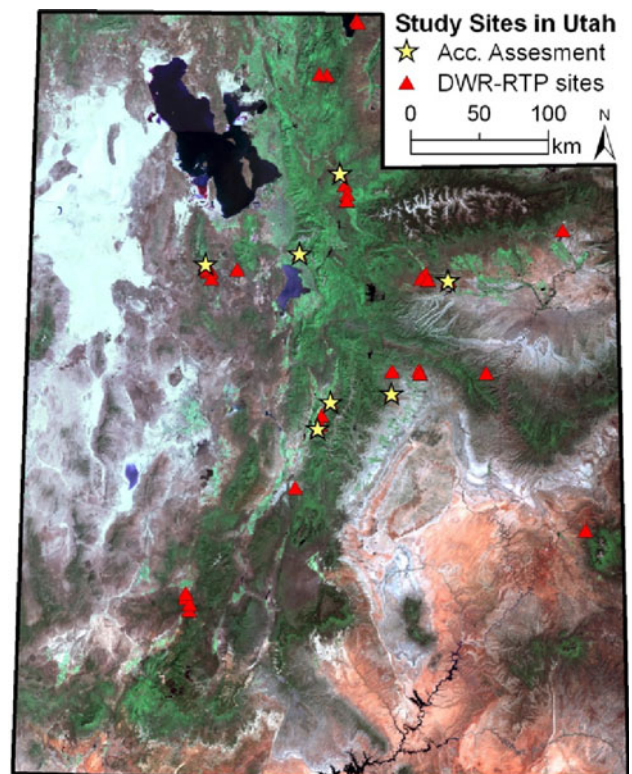 Study Sites in Utah
Acc. Assesment
DWR-RTP sites
0 50 100
km
N